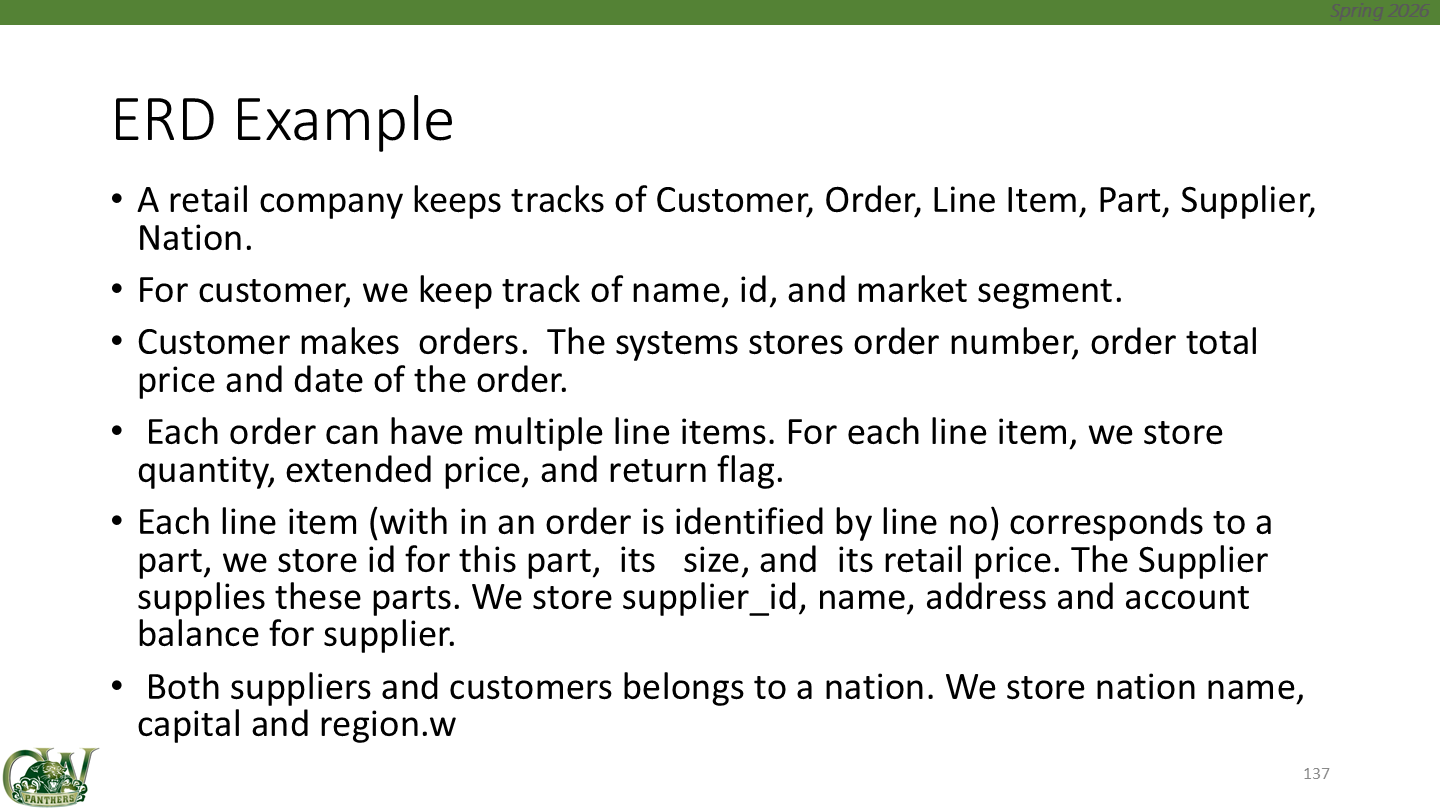 Spring 2026
ERD Example
• A retail company keeps tracks of Customer, Order, Line Item, Part, Supplier,
Nation.
• For customer, we keep track of name, id, and market segment.
• Customer makes  orders.  The systems stores order number, order total
price and date of the order.
•  Each order can have multiple line items. For each line item, we store
quantity, extended price, and return flag.
• Each line item (with in an order is identified by line no) corresponds to a
part, we store id for this part,  its   size, and  its retail price. The Supplier
supplies these parts. We store supplier_id, name, address and account
balance for supplier.
•  Both suppliers and customers belongs to a nation. We store nation name,
capital and region.w
OW
PANTHERS
137